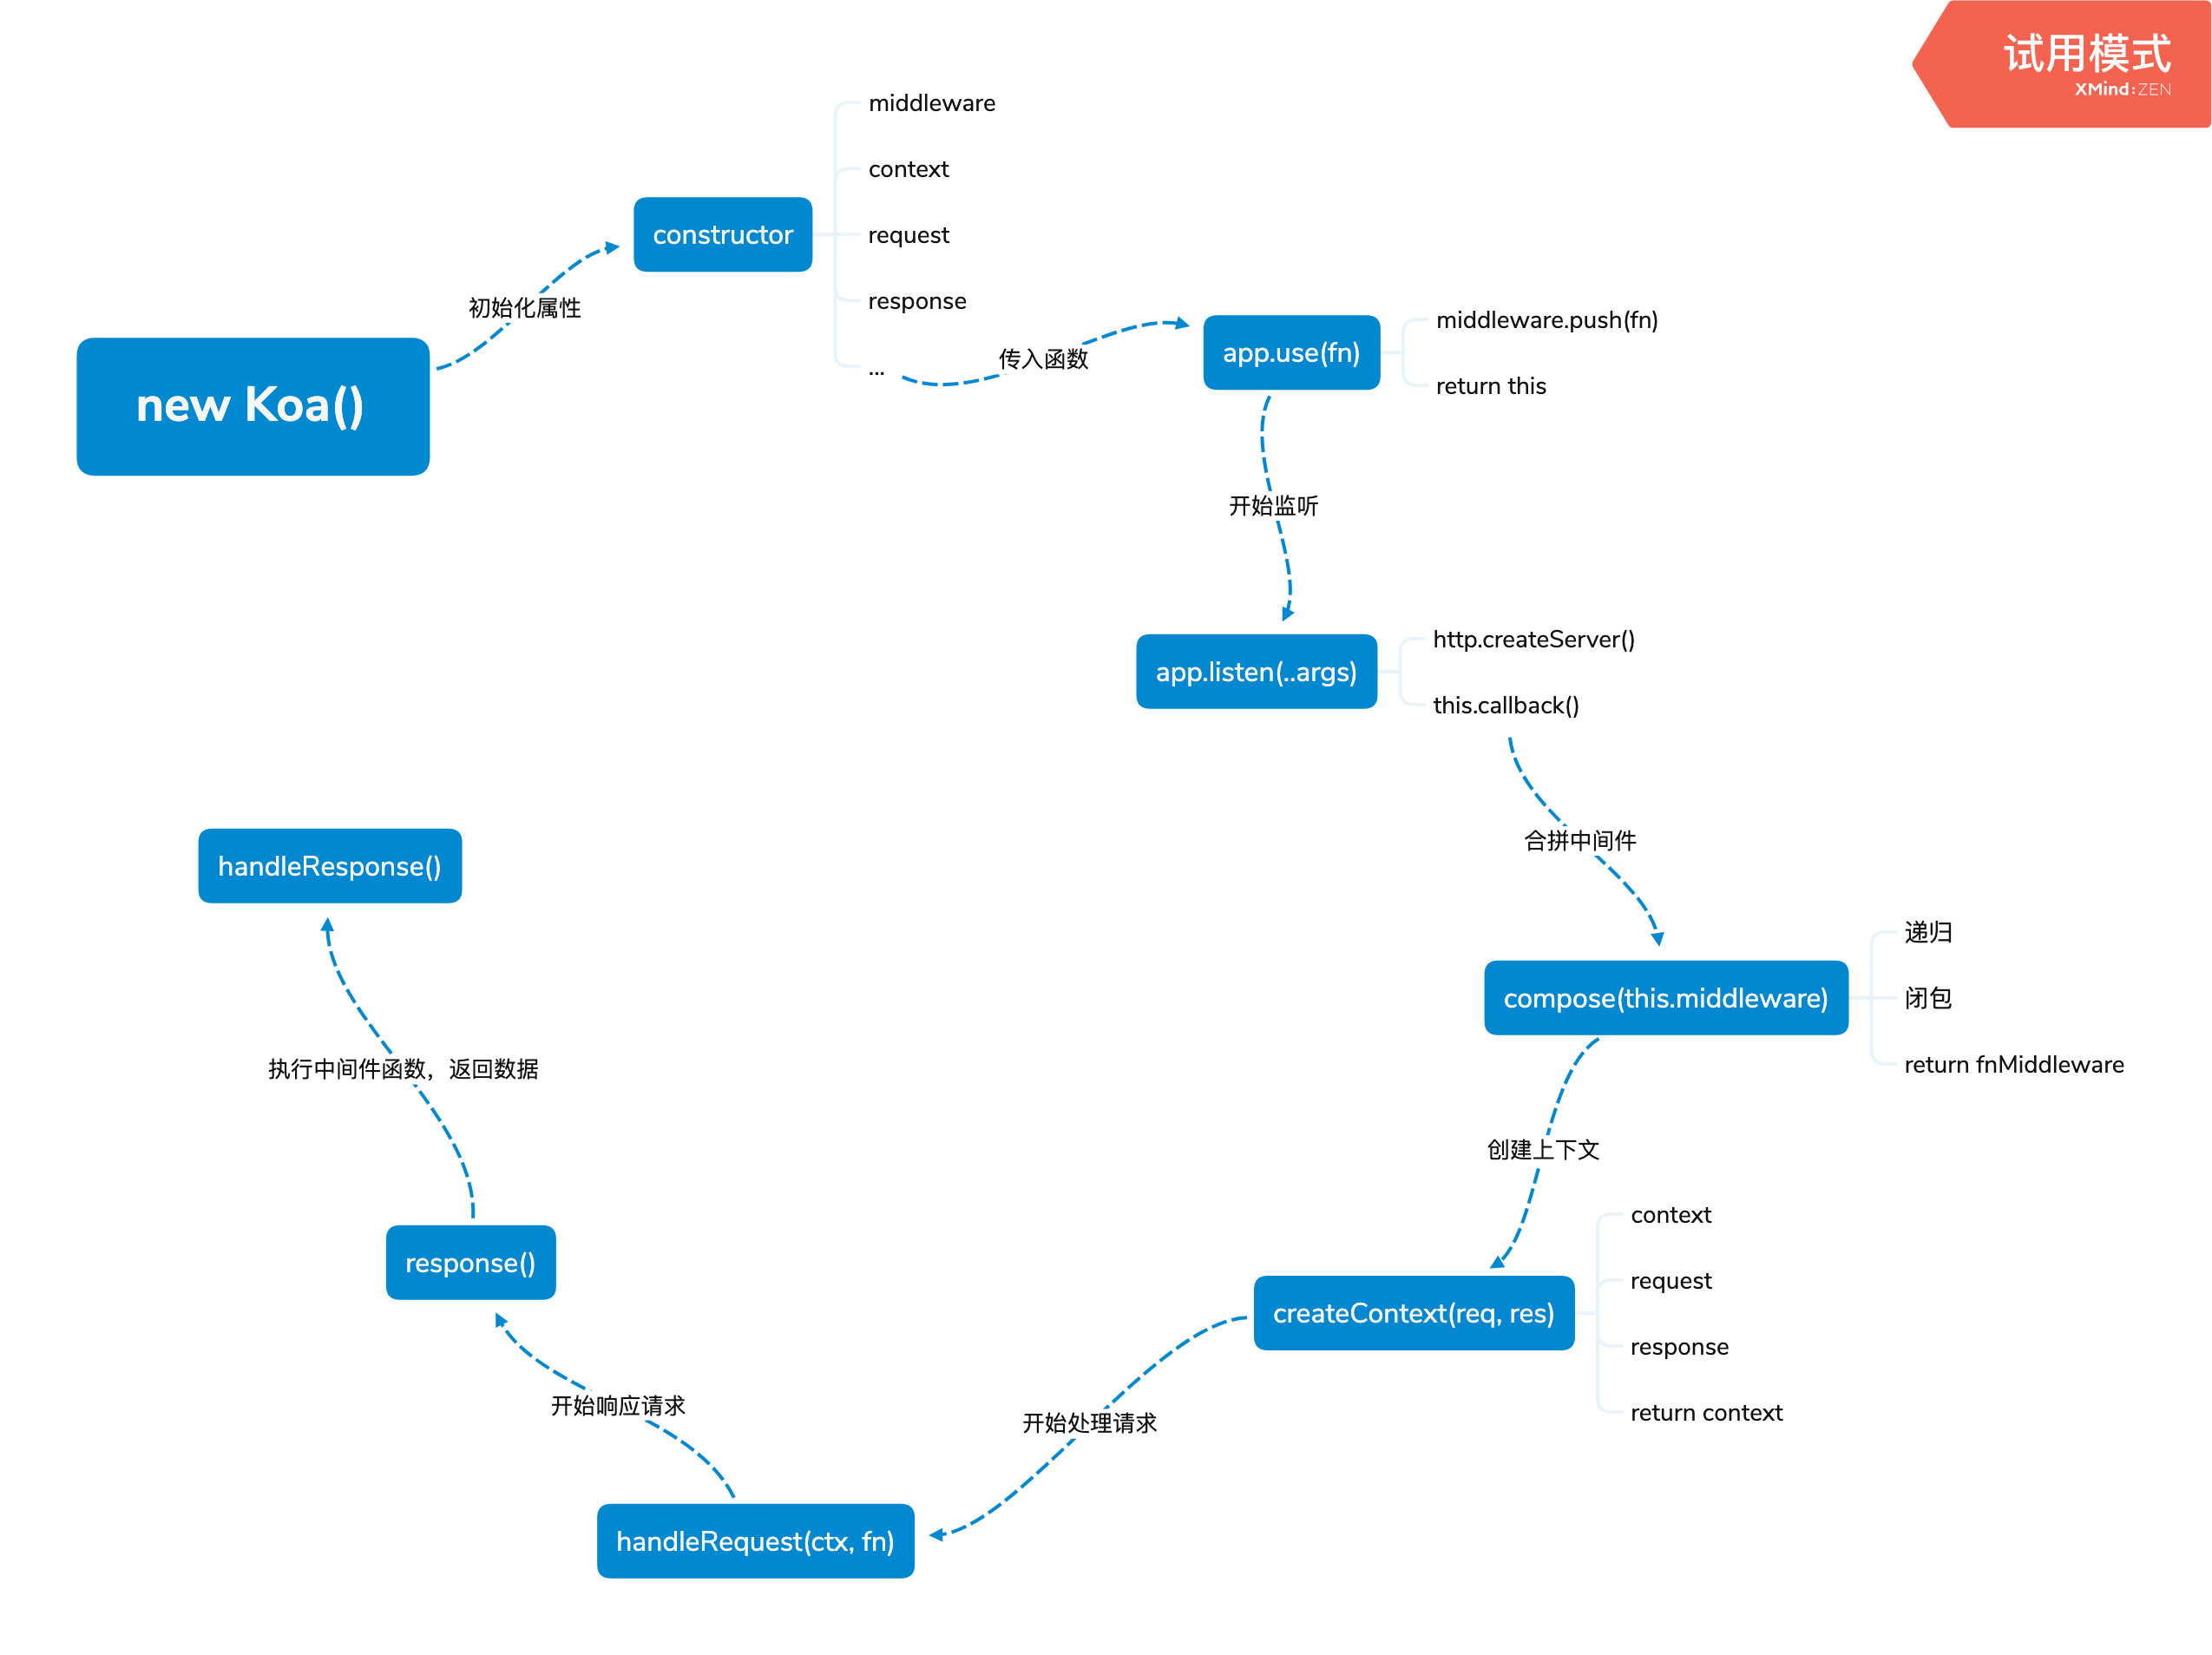 试用模式
XMind:ZEN
new Koa()
初始化属性
constructor
middleware
context
request
response
...
传入函数
app.use(fn)
middleware.push(fn)
return this
开始监听
app.listen(..args)
http.createServer()
this.callback()
合拼中间件
compose(this.middleware)
递归
闭包
return fnMiddleware
创建上下文
createContext(req, res)
context
request
response
return context
开始处理请求
handleRequest(ctx, fn)
开始响应请求
response()
执行中间件函数，返回数据
handleResponse()